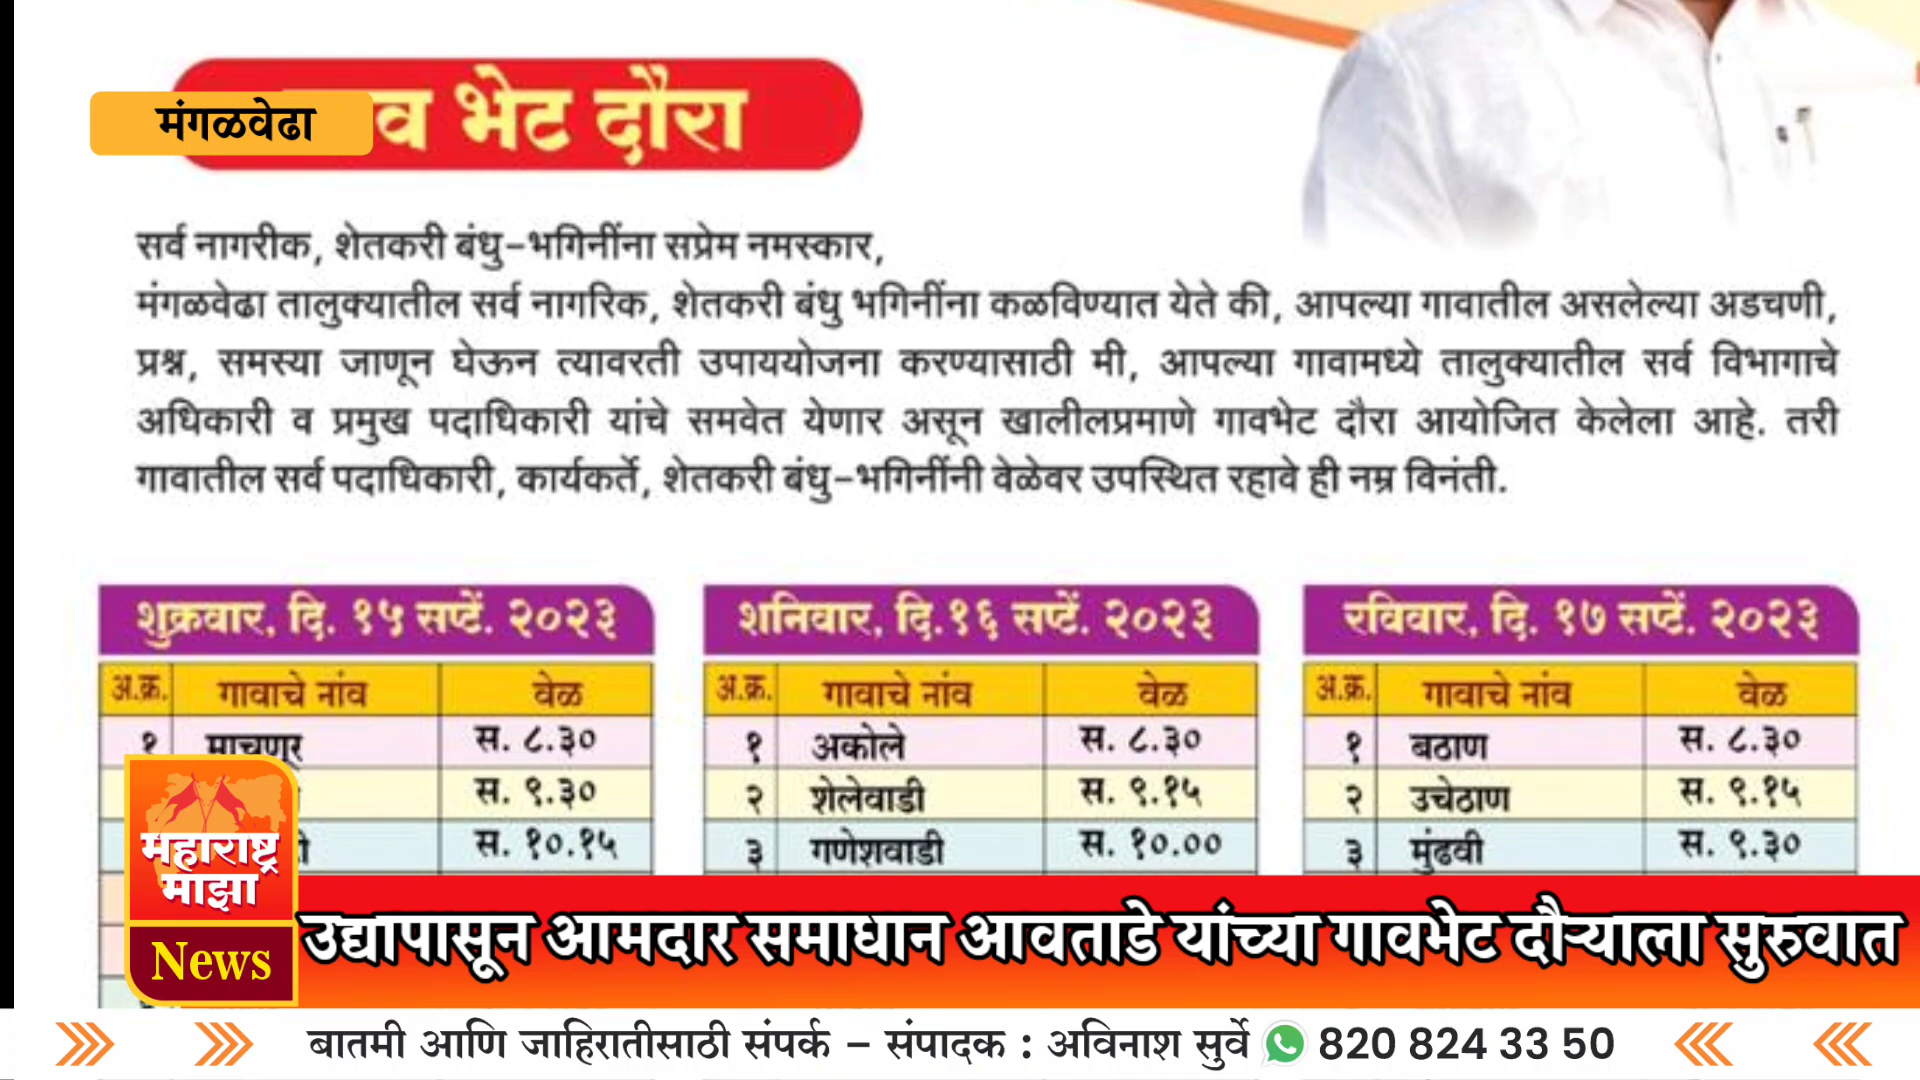 मंगळवेढा
व भेट दौरा
सर्व नागरीक, शेतकरी बंधु-भगिनींना सप्रेम नमस्कार,
मंगळवेढा तालुक्यातील सर्व नागरिक, शेतकरी बंधु भगिनींना कळविण्यात येते की, आपल्या गावातील असलेल्या अडचणी,
प्रश्न, समस्या जाणून घेऊन त्यावरती उपाययोजना करण्यासाठी मी, आपल्या गावामध्ये तालुक्यातील सर्व विभागाचे
अधिकारी व प्रमुख पदाधिकारी यांचे समवेत येणार असून खालीलप्रमाणे गावभेट दौरा आयोजित केलेला आहे. तरी
गावातील सर्व पदाधिकारी, कार्यकर्ते, शेतकरी बंधु-भगिनींनी वेळेवर उपस्थित रहावे ही नम्र विनंती.
शुक्रवार, दि. १५ सप्टें. २०२३
अ.क्र. गावाचे नांव वेळ
१ माचणूर स. ८.३०
स. ९.३०
स. १०.१५
शनिवार, दि.१६ सप्टें. २०२३
अ.क्र. गावाचे नांव वेळ
१ अकोले स. ८.३०
२ शेलेवाडी स. ९.१५
३ गणेशवाडी स. १०.००
रविवार, दि. १७ सप्टें. २०२३
अ.क्र. गावाचे नांव वेळ
१ बठाण स. ८.३०
२ उचेठाण स. ९.१५
३ मुंढवी स. ९.३०
महाराष्ट्र
माझा
News
उद्यापासून आमदार समाधान आवताडे यांच्या गावभेट दौऱ्याला सुरुवात
बातमी आणि जाहिरातीसाठी संपर्क – संपादक : अविनाश सुर्वे 820 824 33 50